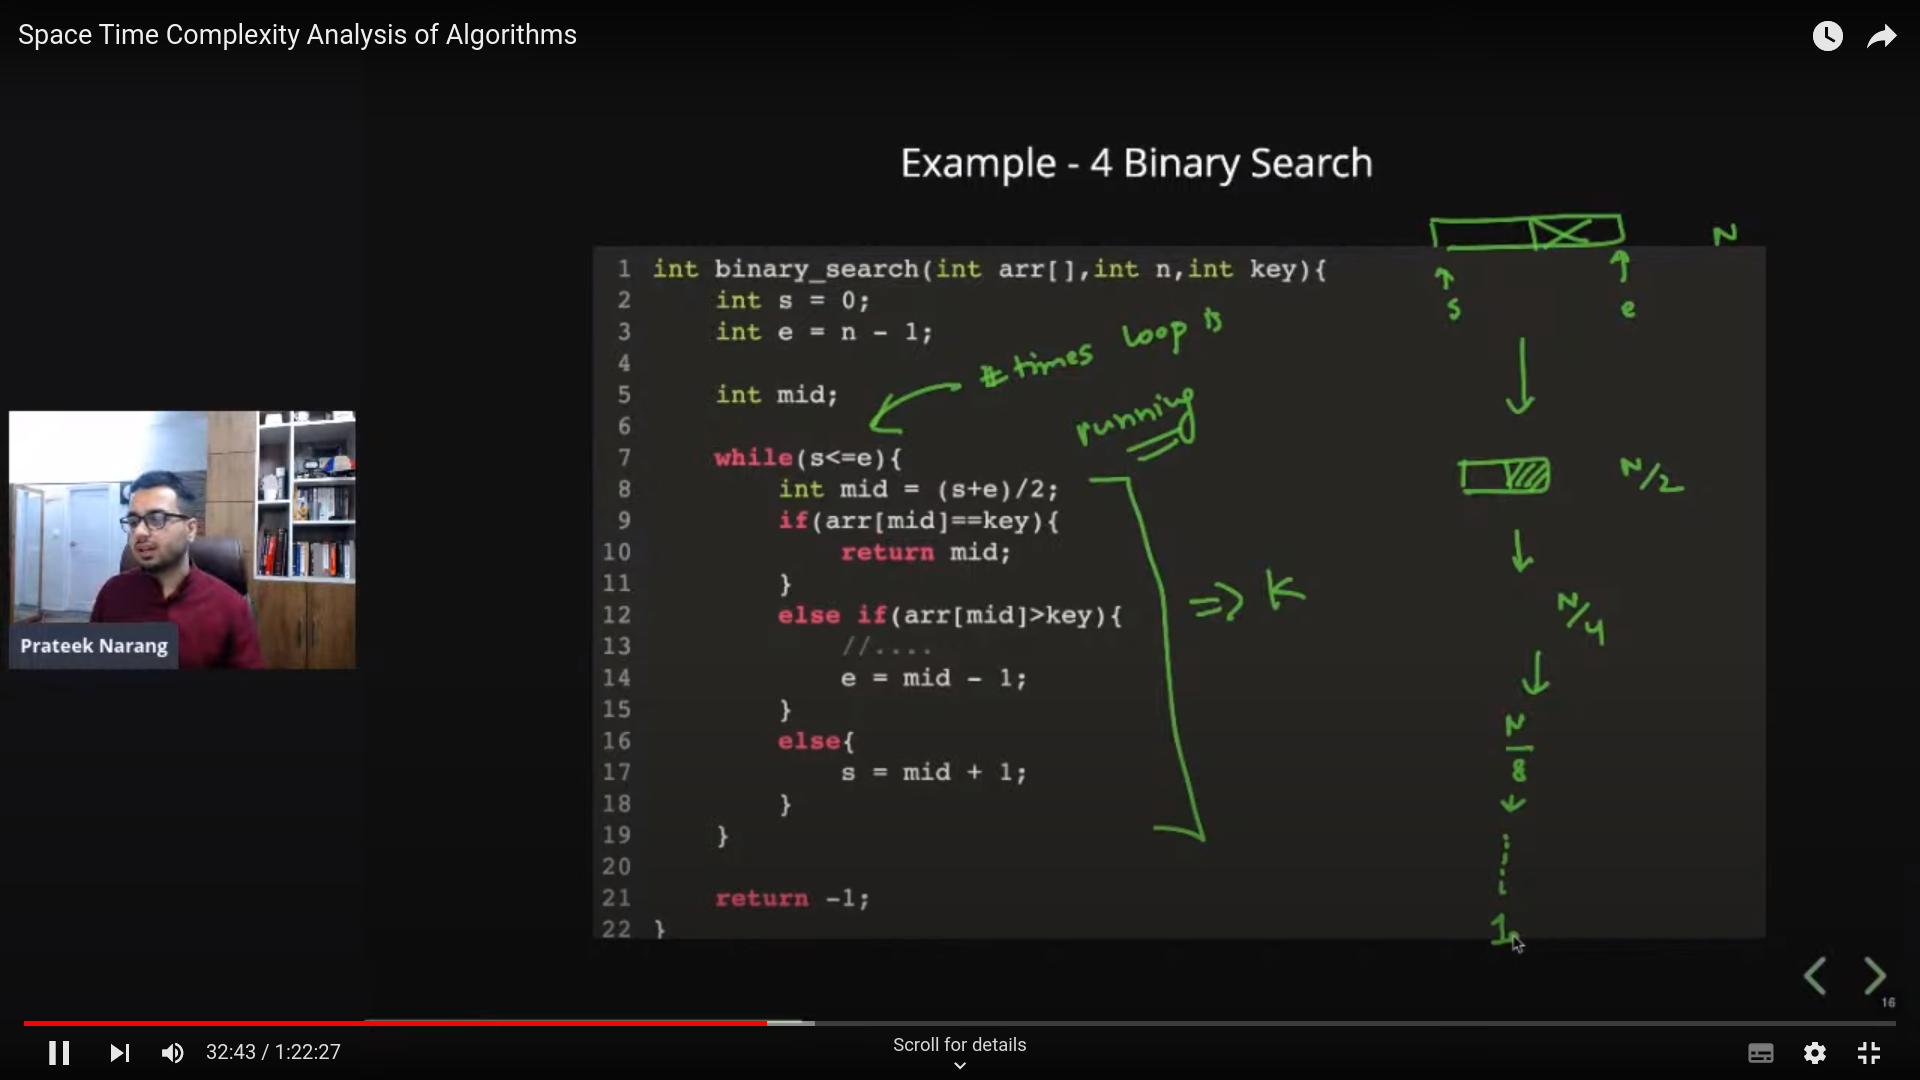 Space Time Complexity Analysis of Algorithms
Example - 4 Binary Search
1 int binary_search(int arr[],int n,int key){
2 int s = 0;
3 int e = n - 1;
4
5 int mid;
6
7 while(s<=e){
8 int mid = (s+e)/2;
9 if(arr[mid]==key){
10 return mid;
11 }
12 else if(arr[mid]>key){
13 //....
14 e = mid - 1;
15 }
16 else{
17 s = mid + 1;
18 }
19 }
20
21 return -1;
22 }
# times loop is
running
=> K
N
s e
N/2
N/4
N
8
1
Prateek Narang
16
32:43 / 1:22:27
Scroll for details